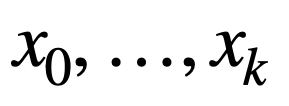 x₀, …, xₖ